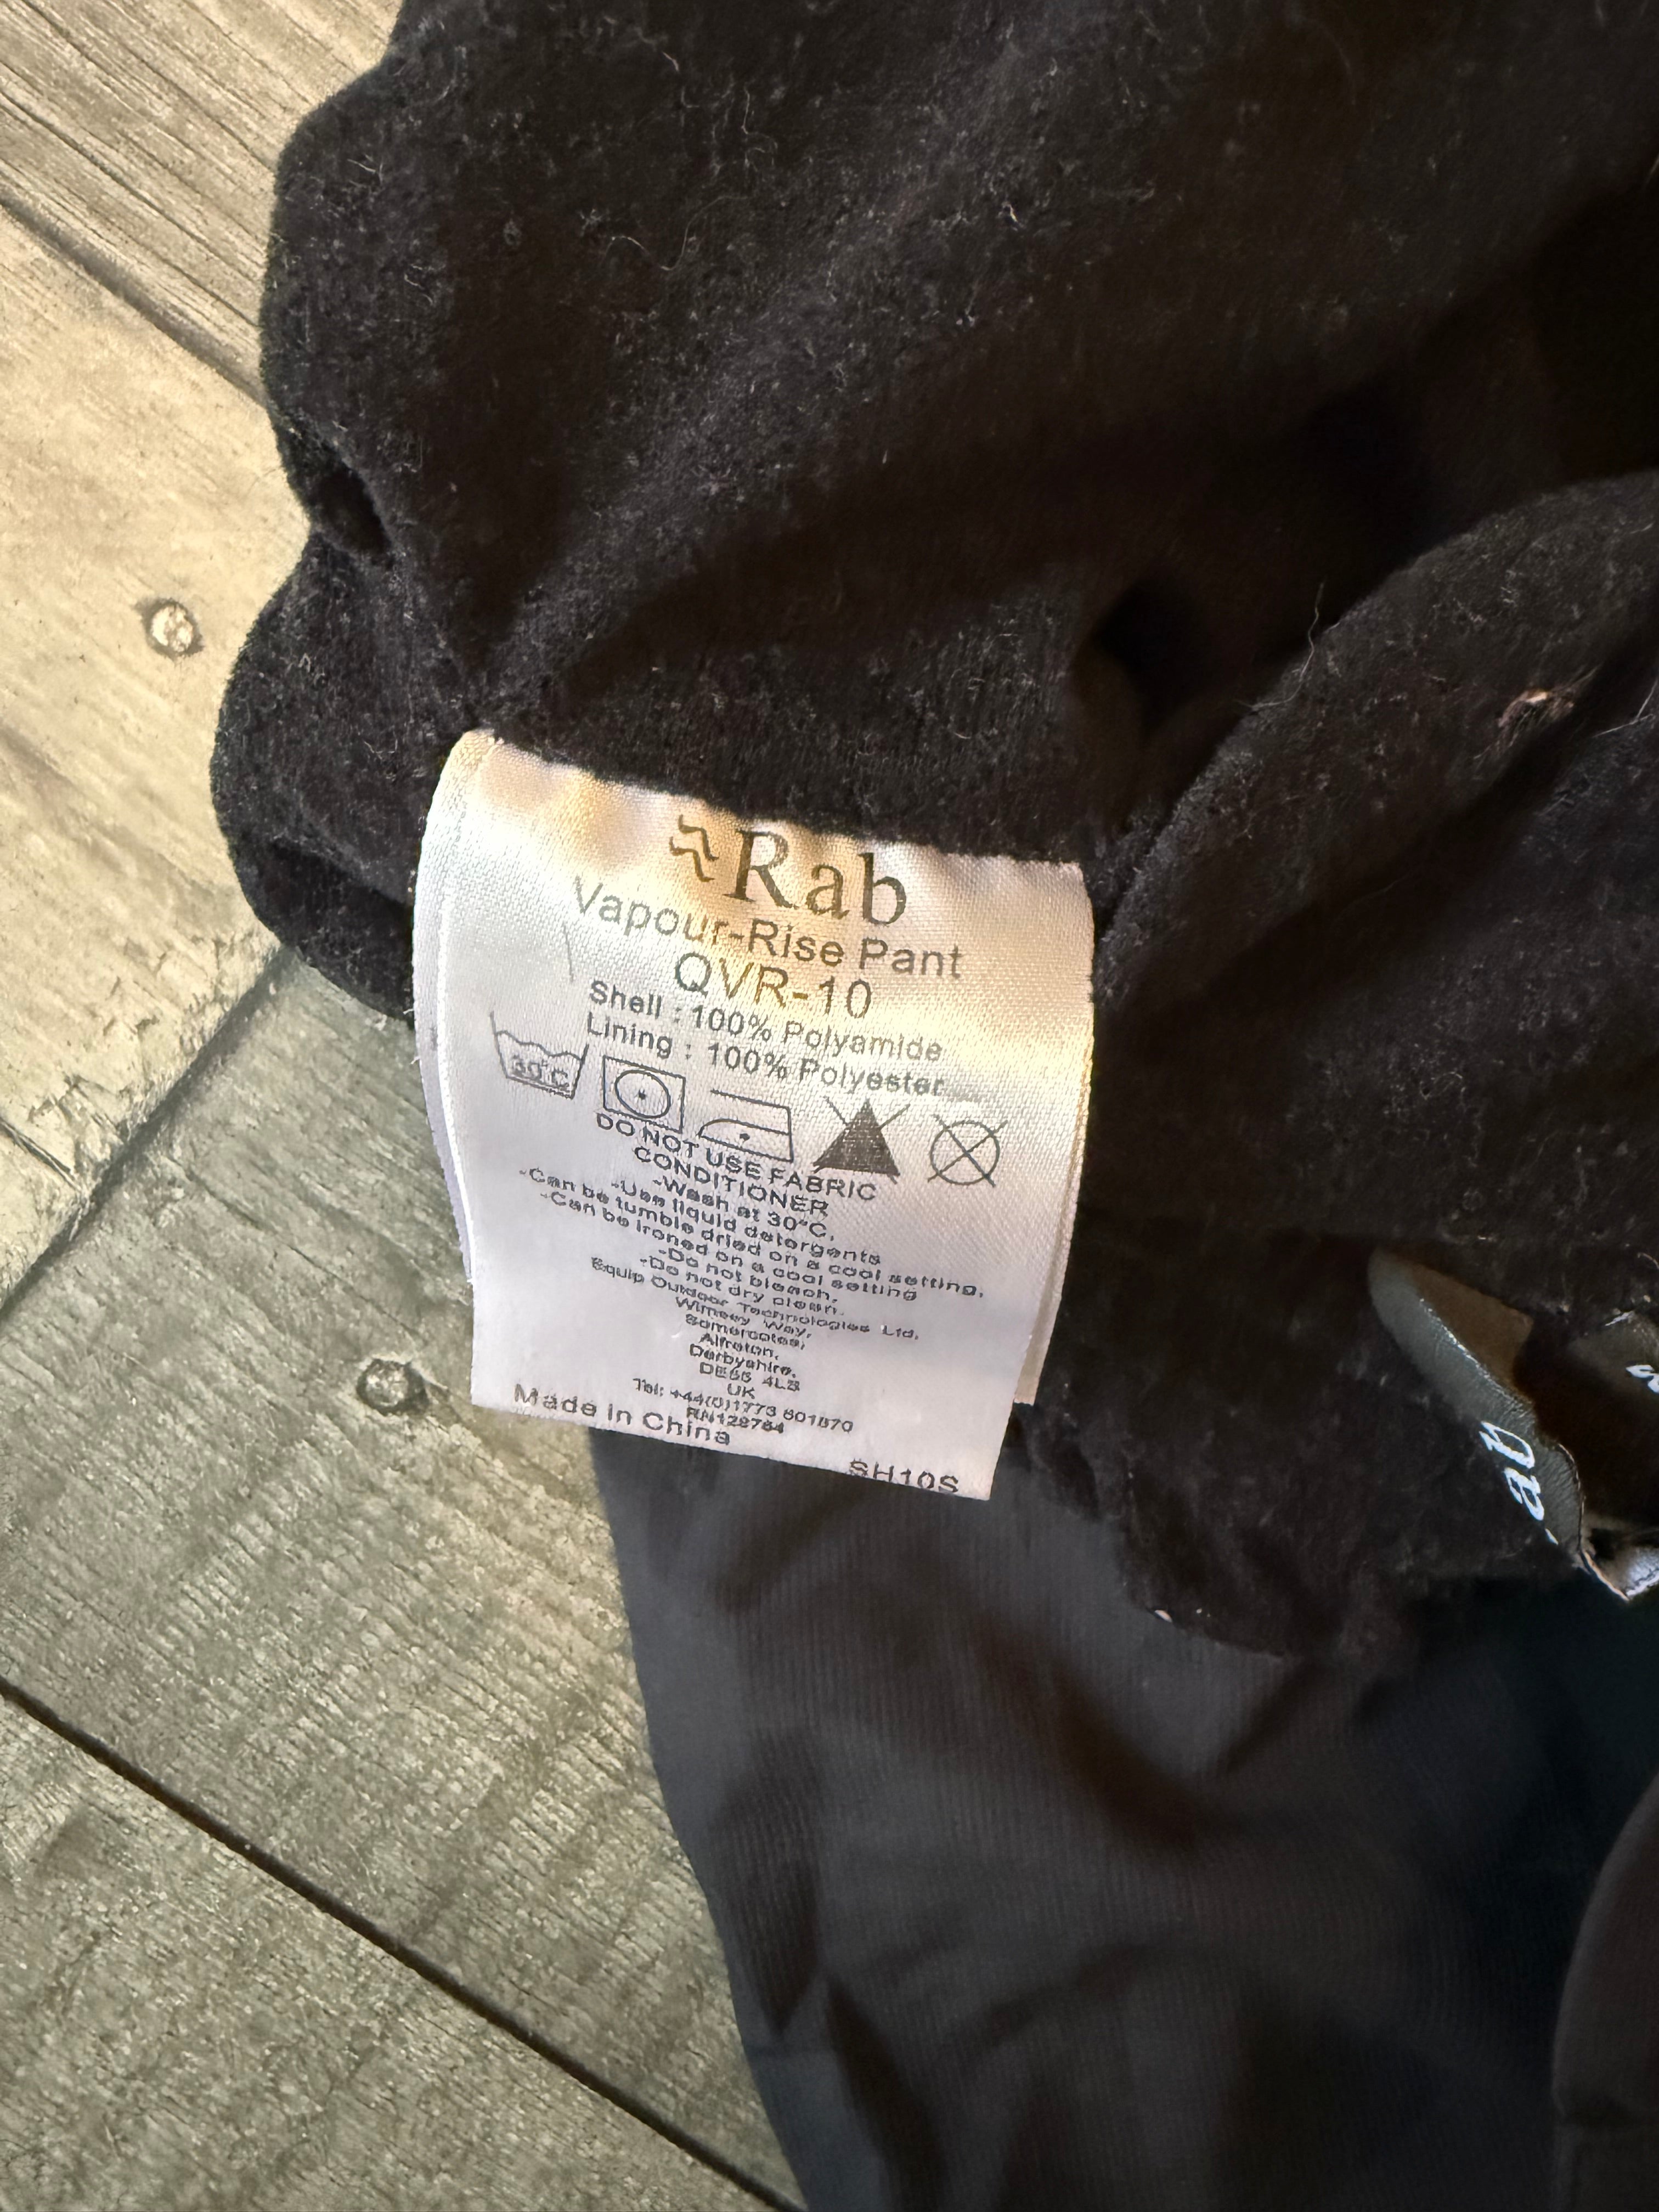 Rab
Vapour-Rise Pant
QVR-10
Shell : 100% Polyamide
Lining : 100% Polyester
30°C
DO NOT USE FABRIC
CONDITIONER
-Wash at 30°C.
-Use liquid detergents
-Can be tumble dried on a cool setting.
-Can be ironed on a cool setting
-Do not bleach.
-Do not dry clean.
Equip Outdoor Technologies Ltd.
Wimsey Way,
Somercotes,
Alfreton,
Derbyshire.
UK
Tel:
Made in China
SH10S
ab